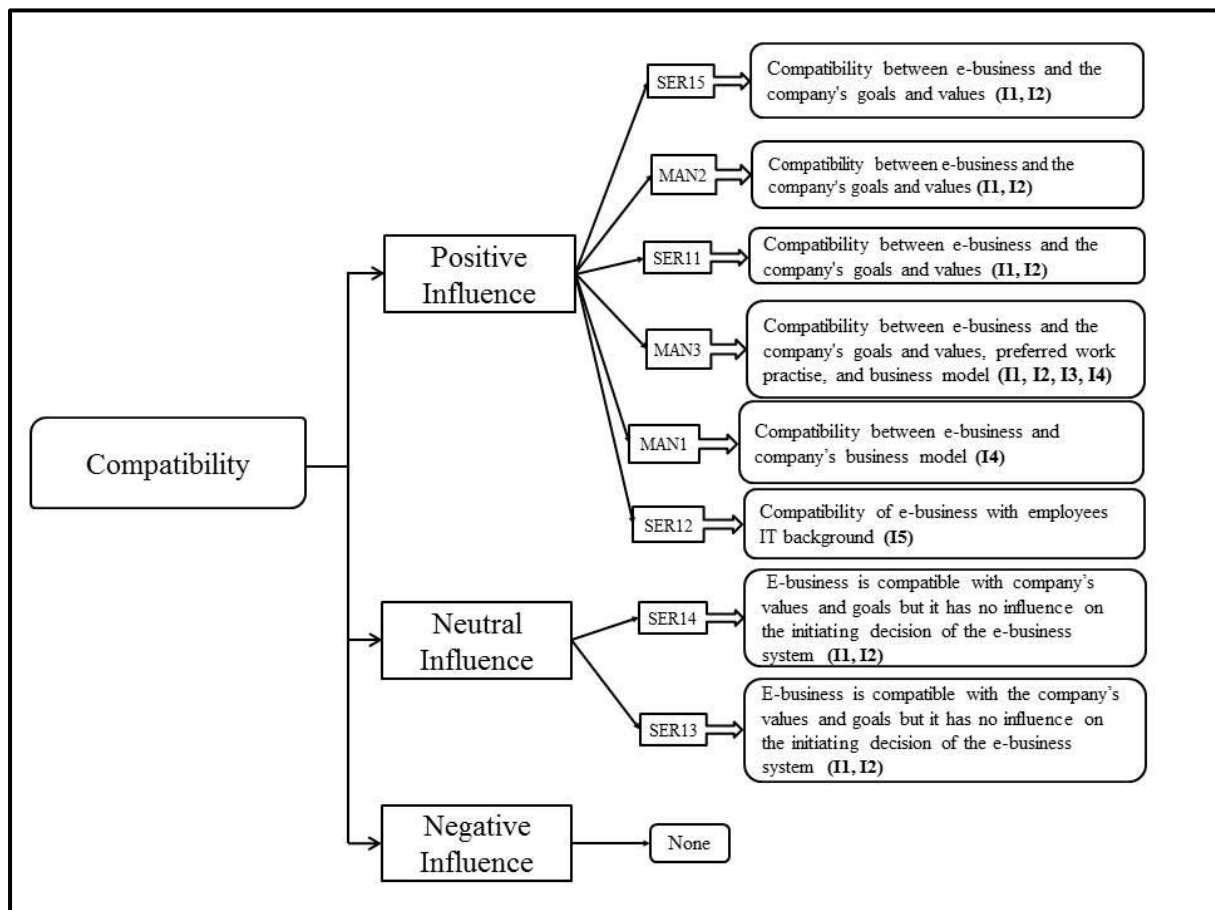 SER15
Compatibility between e-business and the
company's goals and values (I1, I2)
MAN2
Compatibility between e-business and the
company's goals and values (I1, I2)
SER11
Compatibility between e-business and the
company's goals and values (I1, I2)
Positive
Influence
MAN3
Compatibility between e-business and the
company's goals and values, preferred work
practise, and business model (I1, I2, I3, I4)
MAN1
Compatibility between e-business and
company’s business model (I4)
SER12
Compatibility of e-business with employees
IT background (I5)
Compatibility
Neutral
Influence
SER14
E-business is compatible with company’s
values and goals but it has no influence on
the initiating decision of the e-business
system (I1, I2)
SER13
E-business is compatible with the company’s
values and goals but it has no influence on
the initiating decision of the e-business
system (I1, I2)
Negative
Influence
None